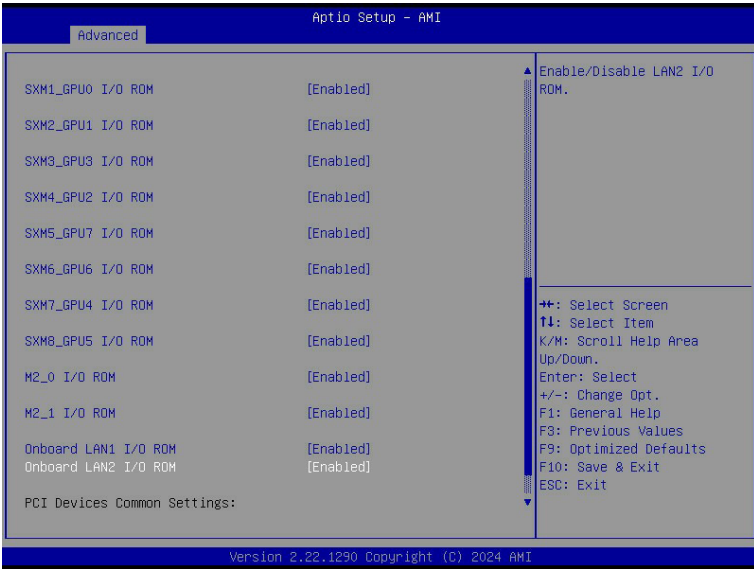 Aptio Setup – AMI
Advanced
SXM1_GPU0 I/O ROM [Enabled]
SXM2_GPU1 I/O ROM [Enabled]
SXM3_GPU3 I/O ROM [Enabled]
SXM4_GPU2 I/O ROM [Enabled]
SXM5_GPU7 I/O ROM [Enabled]
SXM6_GPU6 I/O ROM [Enabled]
SXM7_GPU4 I/O ROM [Enabled]
SXM8_GPU5 I/O ROM [Enabled]
M2_0 I/O ROM [Enabled]
M2_1 I/O ROM [Enabled]
Onboard LAN1 I/O ROM [Enabled]
Onboard LAN2 I/O ROM [Enabled]
PCI Devices Common Settings:
Enable/Disable LAN2 I/O
ROM.
→←: Select Screen
↑↓: Select Item
K/M: Scroll Help Area
Up/Down.
Enter: Select
+/-: Change Opt.
F1: General Help
F3: Previous Values
F9: Optimized Defaults
F10: Save & Exit
ESC: Exit
Version 2.22.1290 Copyright (C) 2024 AMI